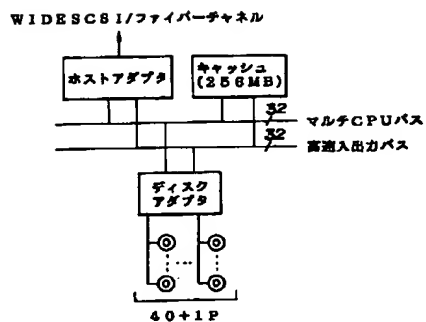 WIDESCSI/ファイバーチャネル
ホストアダプタ
キャッシュ
(256MB)
32
マルチCPUバス
32
高速入出力バス
ディスク
アダプタ
40+1P